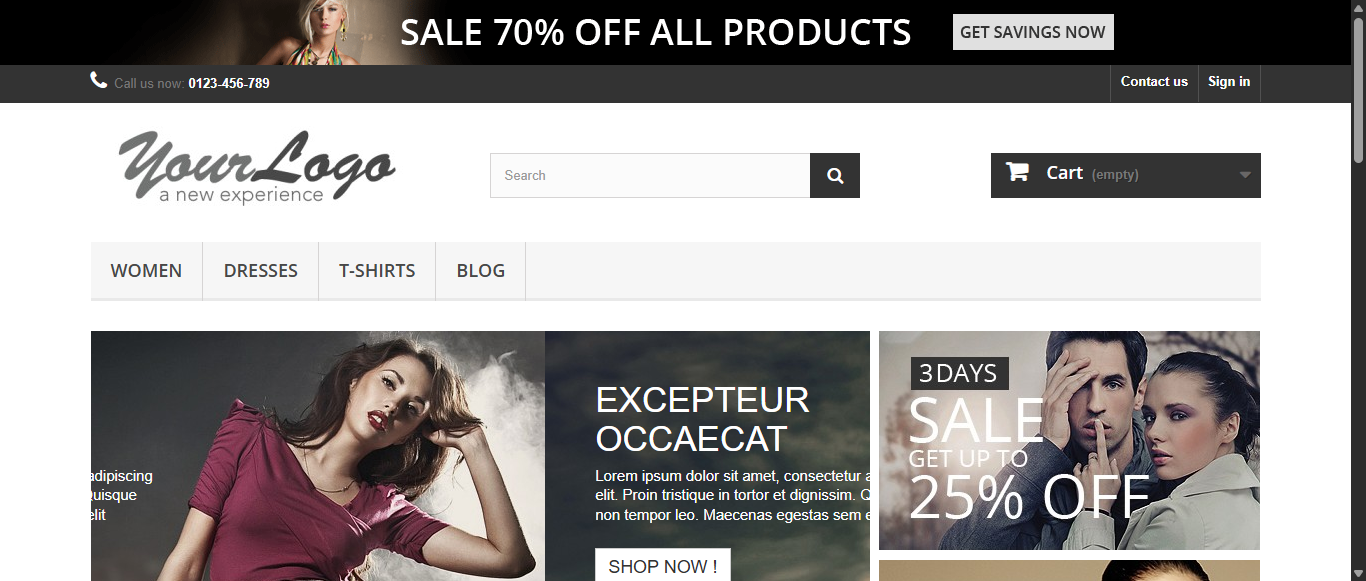 SALE 70% OFF ALL PRODUCTS
GET SAVINGS NOW
Call us now: 0123-456-789
Contact us
Sign in
YourLogo
a new experience
Search
Cart (empty)
WOMEN
DRESSES
T-SHIRTS
BLOG
adipiscing
Quisque
elit
EXCEPTEUR
OCCAECAT
Lorem ipsum dolor sit amet, consectetur
elit. Proin tristique in tortor et dignissim.
non tempor leo. Maecenas egestas sem
SHOP NOW !
3 DAYS
SALE
GET UP TO
25% OFF